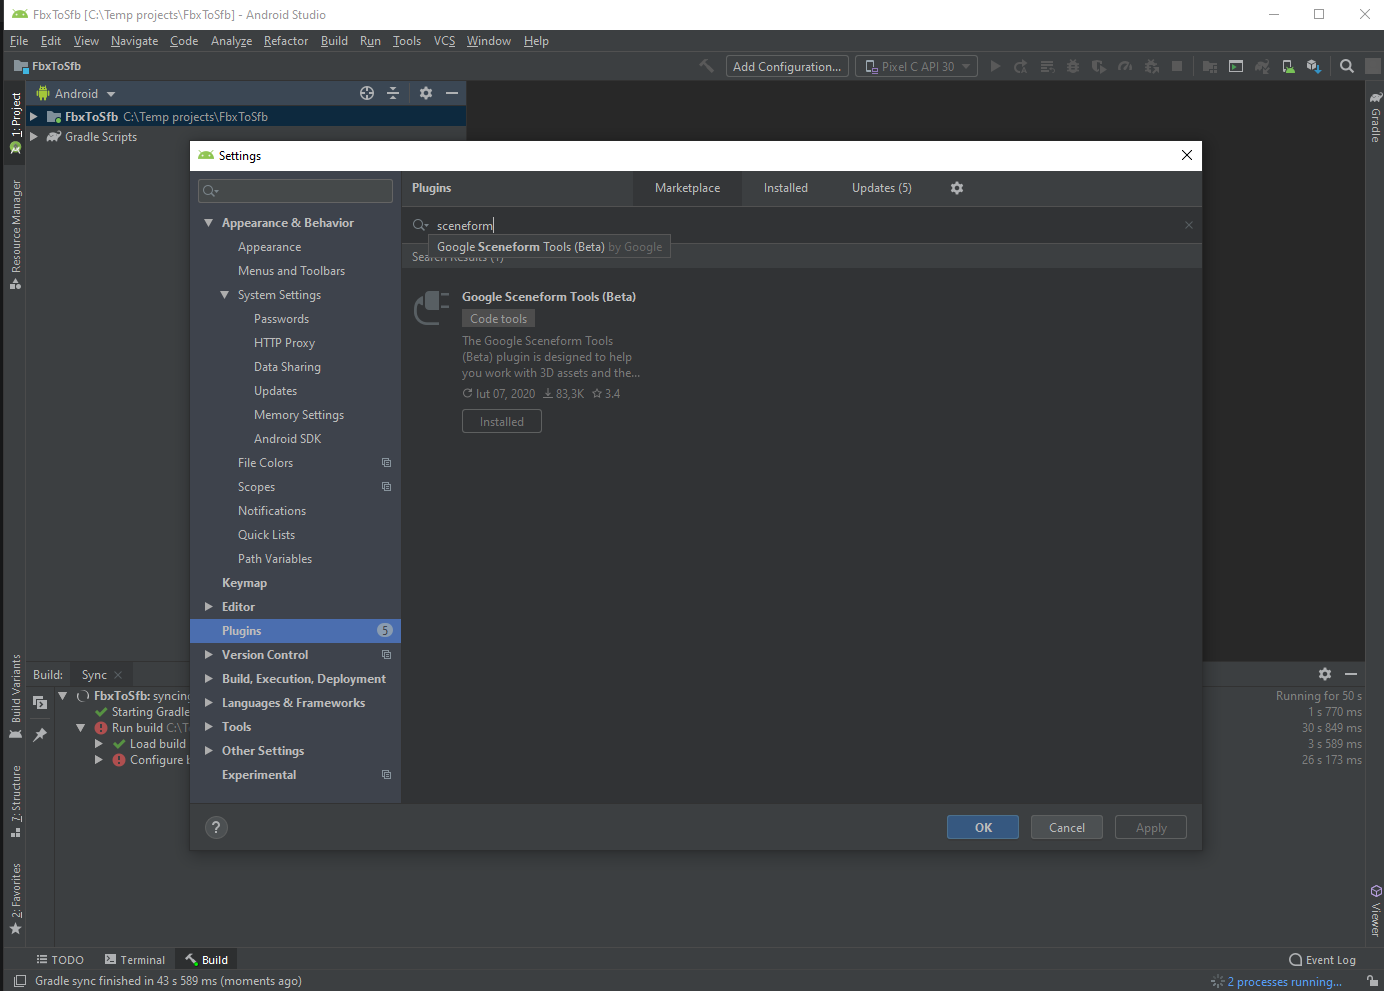 FbxToSfb [C:\Temp projects\FbxToSfb] - Android Studio
File Edit View Navigate Code Analyze Refactor Build Run Tools VCS Window Help
FbxToSfb
Add Configuration...
Pixel C API 30
Android
FbxToSfb C:\Temp projects\FbxToSfb
Gradle Scripts
1: Project
Resource Manager
Build Variants
7: Structure
2: Favorites
Gradle
Viewer
Settings
Appearance & Behavior
Appearance
Menus and Toolbars
System Settings
Passwords
HTTP Proxy
Data Sharing
Updates
Memory Settings
Android SDK
File Colors
Scopes
Notifications
Quick Lists
Path Variables
Keymap
Editor
Plugins 5
Version Control
Build, Execution, Deployment
Languages & Frameworks
Tools
Other Settings
Experimental
Plugins Marketplace Installed Updates (5)
sceneform
Google Sceneform Tools (Beta) by Google
Search Results (1)
Google Sceneform Tools (Beta)
Code tools
The Google Sceneform Tools
(Beta) plugin is designed to help
you work with 3D assets and the...
lut 07, 2020 83,3K 3.4
Installed
? OK Cancel Apply
Build: Sync
FbxToSfb: syncing Running for 50 s
Starting Gradle 1 s 770 ms
Run build C:\T 30 s 849 ms
Load build 3 s 589 ms
Configure 26 s 173 ms
TODO Terminal Build Event Log
Gradle sync finished in 43 s 589 ms (moments ago) 2 processes running...